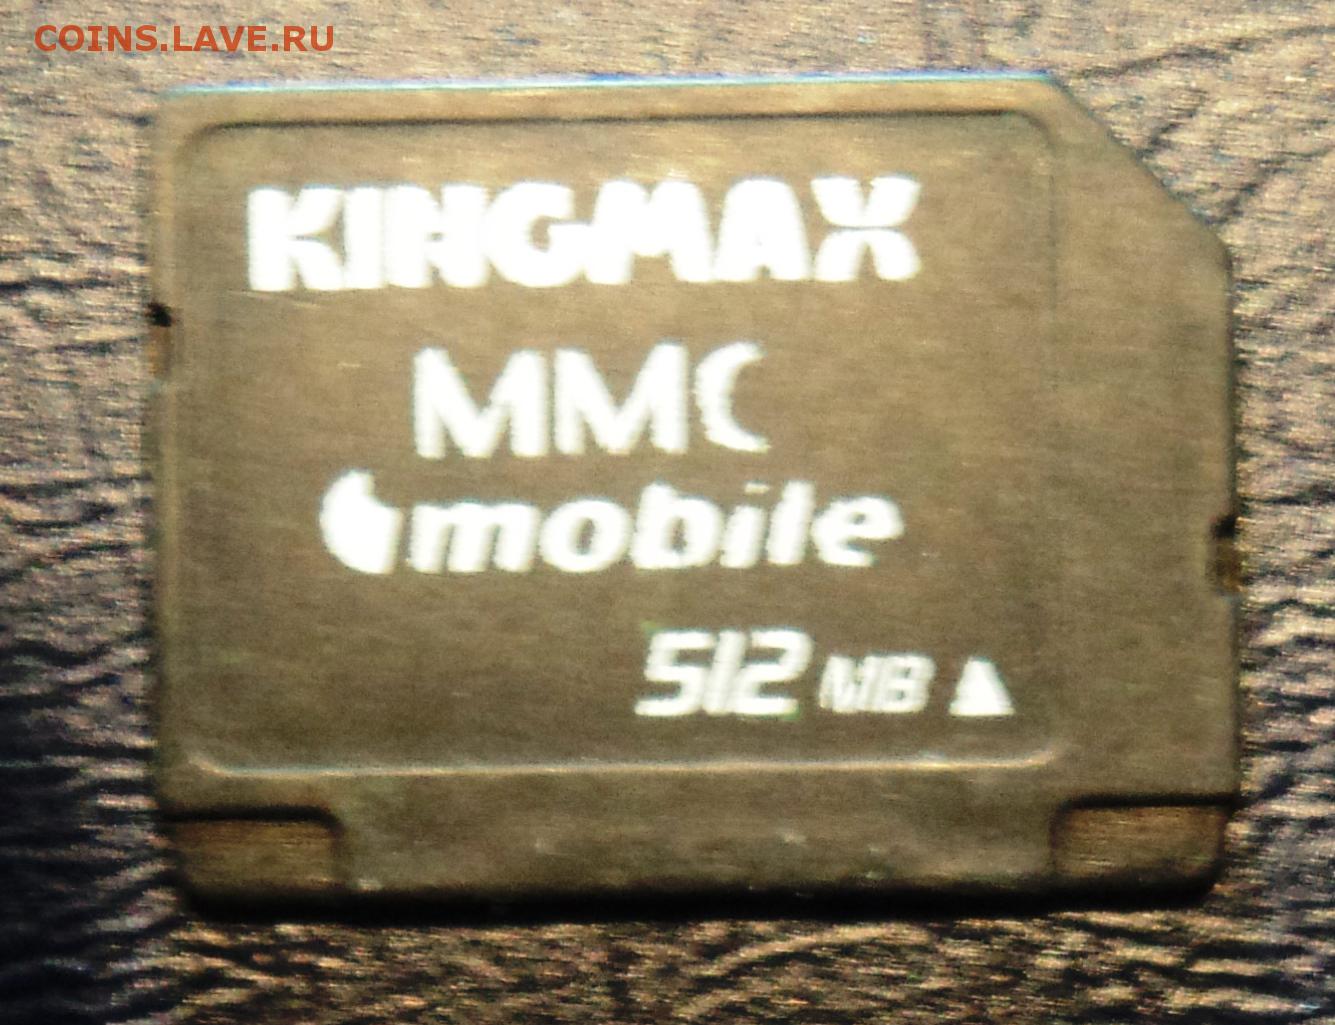 COINS.LAVE.RU
KINGMAX
MMC
mobile
512 MB